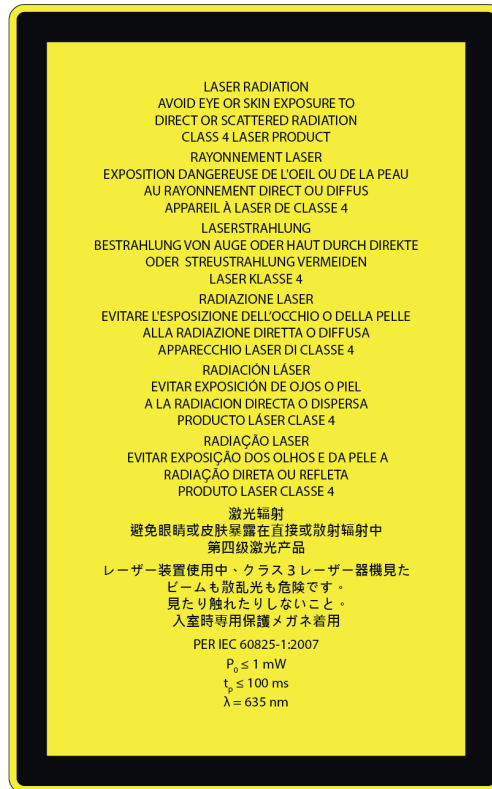 LASER RADIATION
AVOID EYE OR SKIN EXPOSURE TO
DIRECT OR SCATTERED RADIATION
CLASS 4 LASER PRODUCT
RAYONNEMENT LASER
EXPOSITION DANGEREUSE DE L'OEIL OU DE LA PEAU
AU RAYONNEMENT DIRECT OU DIFFUS
APPAREIL À LASER DE CLASSE 4
LASERSTRAHLUNG
BESTRAHLUNG VON AUGE ODER HAUT DURCH DIREKTE
ODER STREUSTRAHLUNG VERMEIDEN
LASER KLASSE 4
RADIAZIONE LASER
EVITARE L'ESPOSIZIONE DELL'OCCHIO O DELLA PELLE
ALLA RADIAZIONE DIRETTA O DIFFUSA
APPARECCHIO LASER DI CLASSE 4
RADIACIÓN LÁSER
EVITAR EXPOSICIÓN DE OJOS O PIEL
A LA RADIACION DIRECTA O DISPERSA
PRODUCTO LÁSER CLASE 4
RADIAÇÃO LASER
EVITAR EXPOSIÇÃO DOS OLHOS E DA PELE A
RADIAÇÃO DIRETA OU REFLETA
PRODUTO LASER CLASSE 4
激光辐射
避免眼睛或皮肤暴露在直接或散射辐射中
第四级激光产品
レーザー装置使用中、クラス３レーザー器機見た
ビームも散乱光も危険です。
見たり触れたりしないこと。
入室時専用保護メガネ着用
PER IEC 60825-1:2007
P₀ ≤ 1 mW
tₚ ≤ 100 ms
λ = 635 nm